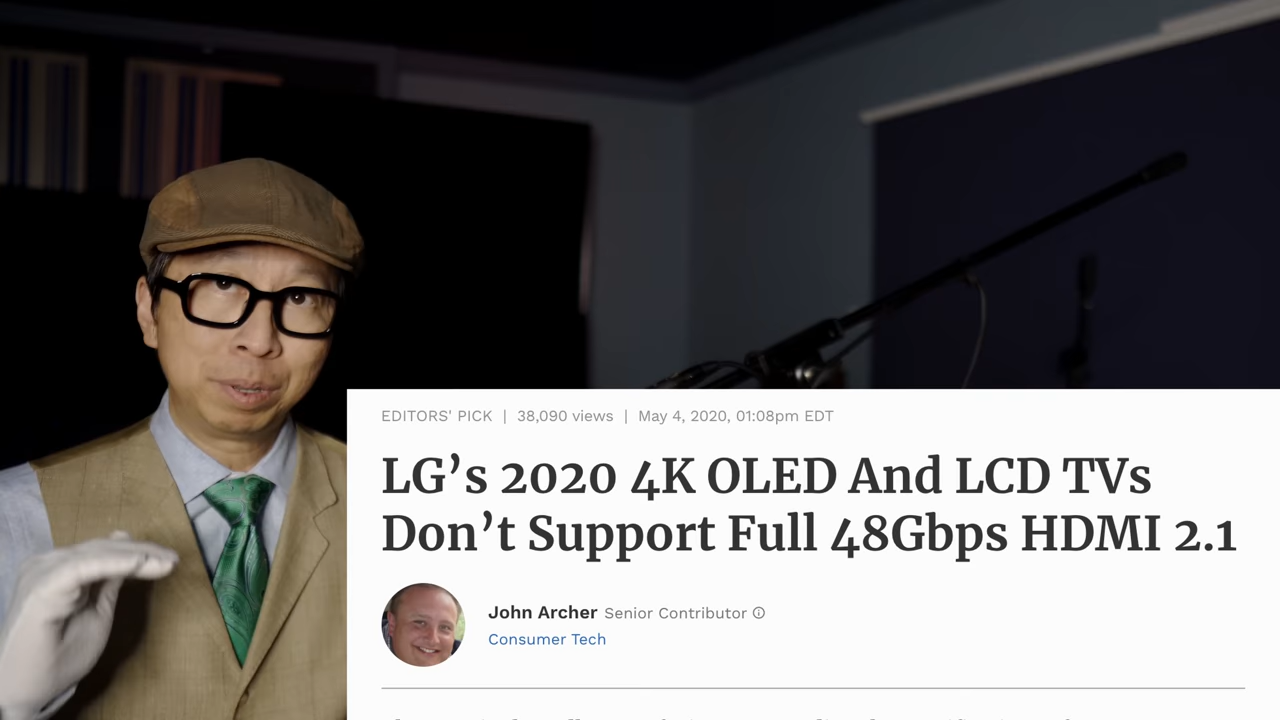 EDITORS' PICK | 38,090 views | May 4, 2020, 01:08pm EDT
LG’s 2020 4K OLED And LCD TVs
Don’t Support Full 48Gbps HDMI 2.1
John Archer Senior Contributor
Consumer Tech